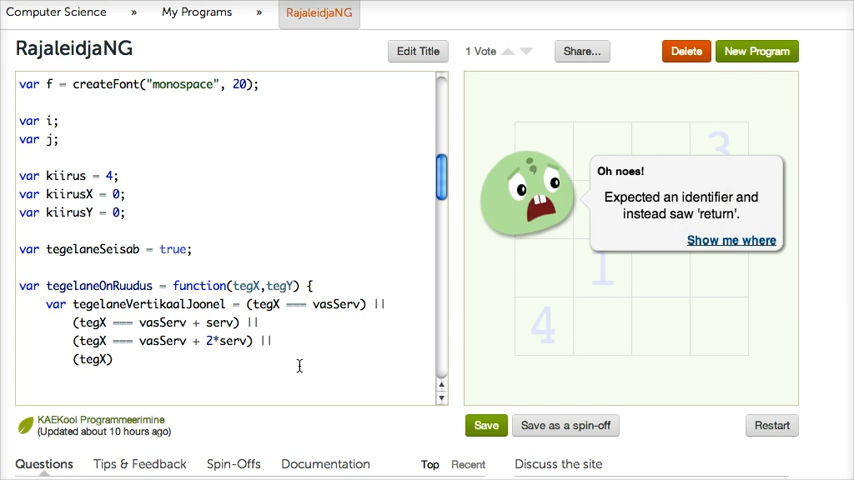 Computer Science » My Programs » RajaleidjaNG
RajaleidjaNG
Edit Title
1 Vote
Share...
Delete
New Program
var f = createFont("monospace", 20);
var i;
var j;
var kiirus = 4;
var kiirusX = 0;
var kiirusY = 0;
var tegelaneSeisab = true;
var tegelaneOnRuudus = function(tegX,tegY) {
var tegelaneVertikaalJoonel = (tegX === vasServ) ||
(tegX === vasServ + serv) ||
(tegX === vasServ + 2*serv) ||
(tegX)
3
Oh noes!
Expected an identifier and
instead saw 'return'.
Show me where
1
4
KAEKool Programmeerimine
(Updated about 10 hours ago)
Save
Save as a spin-off
Restart
Questions Tips & Feedback Spin-Offs Documentation Top Recent
Discuss the site